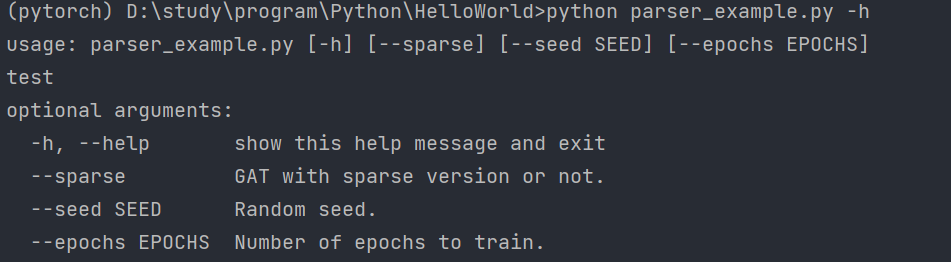 (pytorch) D:\study\program\Python\HelloWorld>python parser_example.py -h
usage: parser_example.py [-h] [--sparse] [--seed SEED] [--epochs EPOCHS]
test
optional arguments:
  -h, --help       show this help message and exit
  --sparse         GAT with sparse version or not.
  --seed SEED      Random seed.
  --epochs EPOCHS  Number of epochs to train.